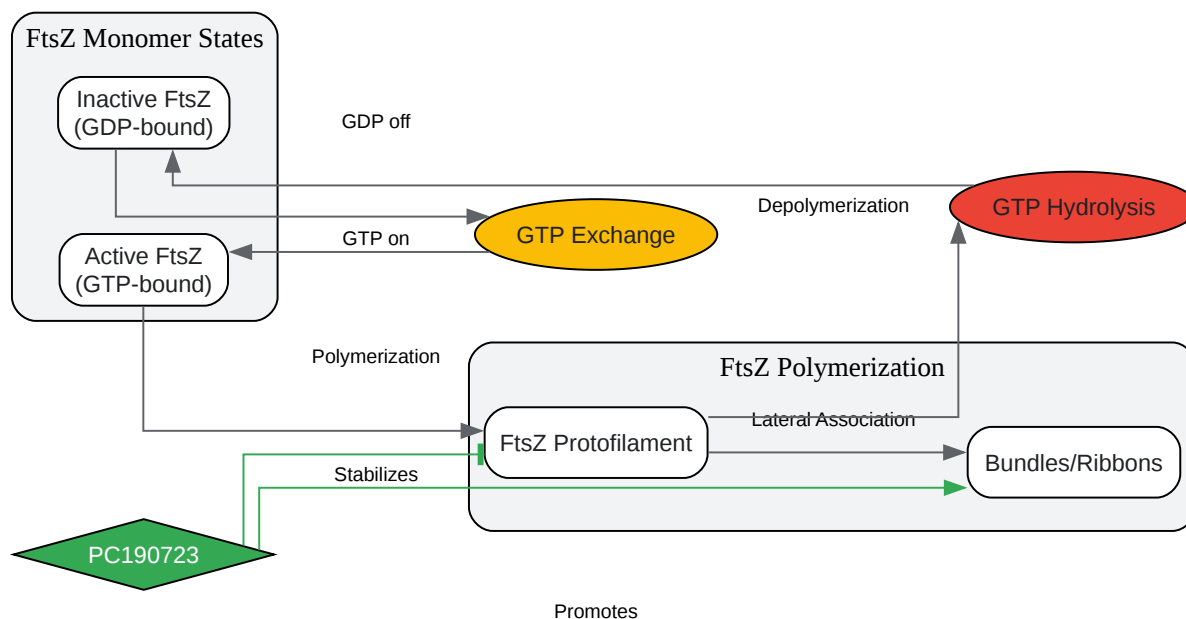 FtsZ Monomer States
Inactive FtsZ
(GDP-bound)
GDP off
Depolymerization
GTP Hydrolysis
GTP Exchange
GTP on
Active FtsZ
(GTP-bound)
Polymerization
FtsZ Polymerization
Lateral Association
FtsZ Protofilament
Bundles/Ribbons
Stabilizes
PC190723
Promotes